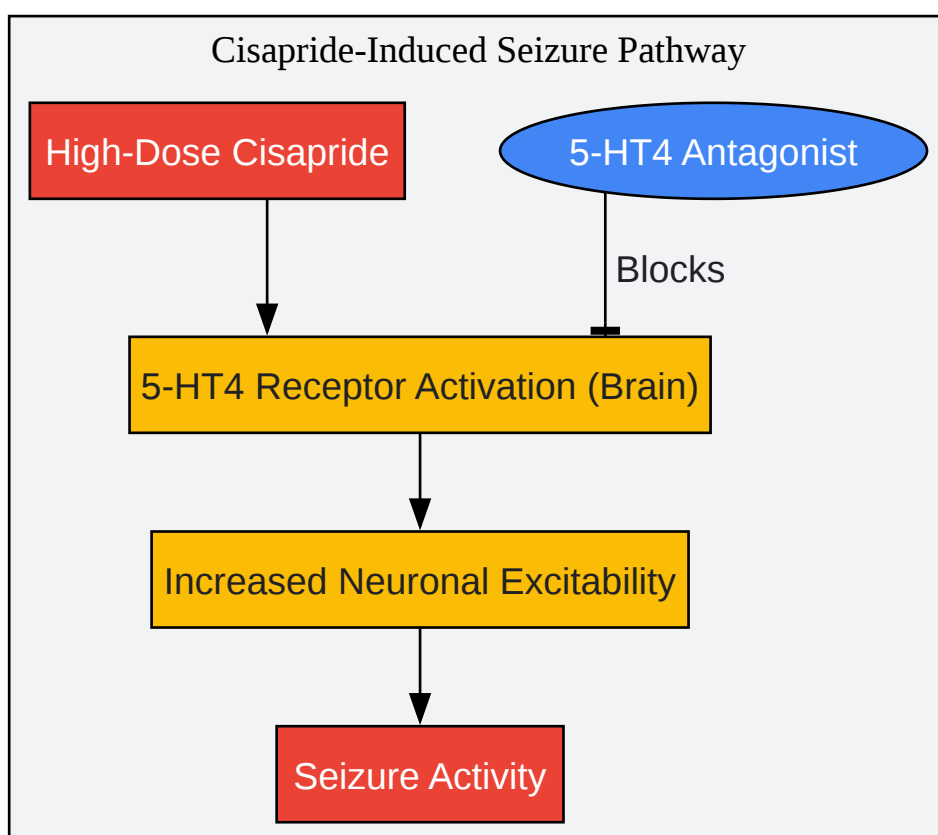 Cisapride-Induced Seizure Pathway
High-Dose Cisapride
5-HT4 Antagonist
Blocks
5-HT4 Receptor Activation (Brain)
Increased Neuronal Excitability
Seizure Activity